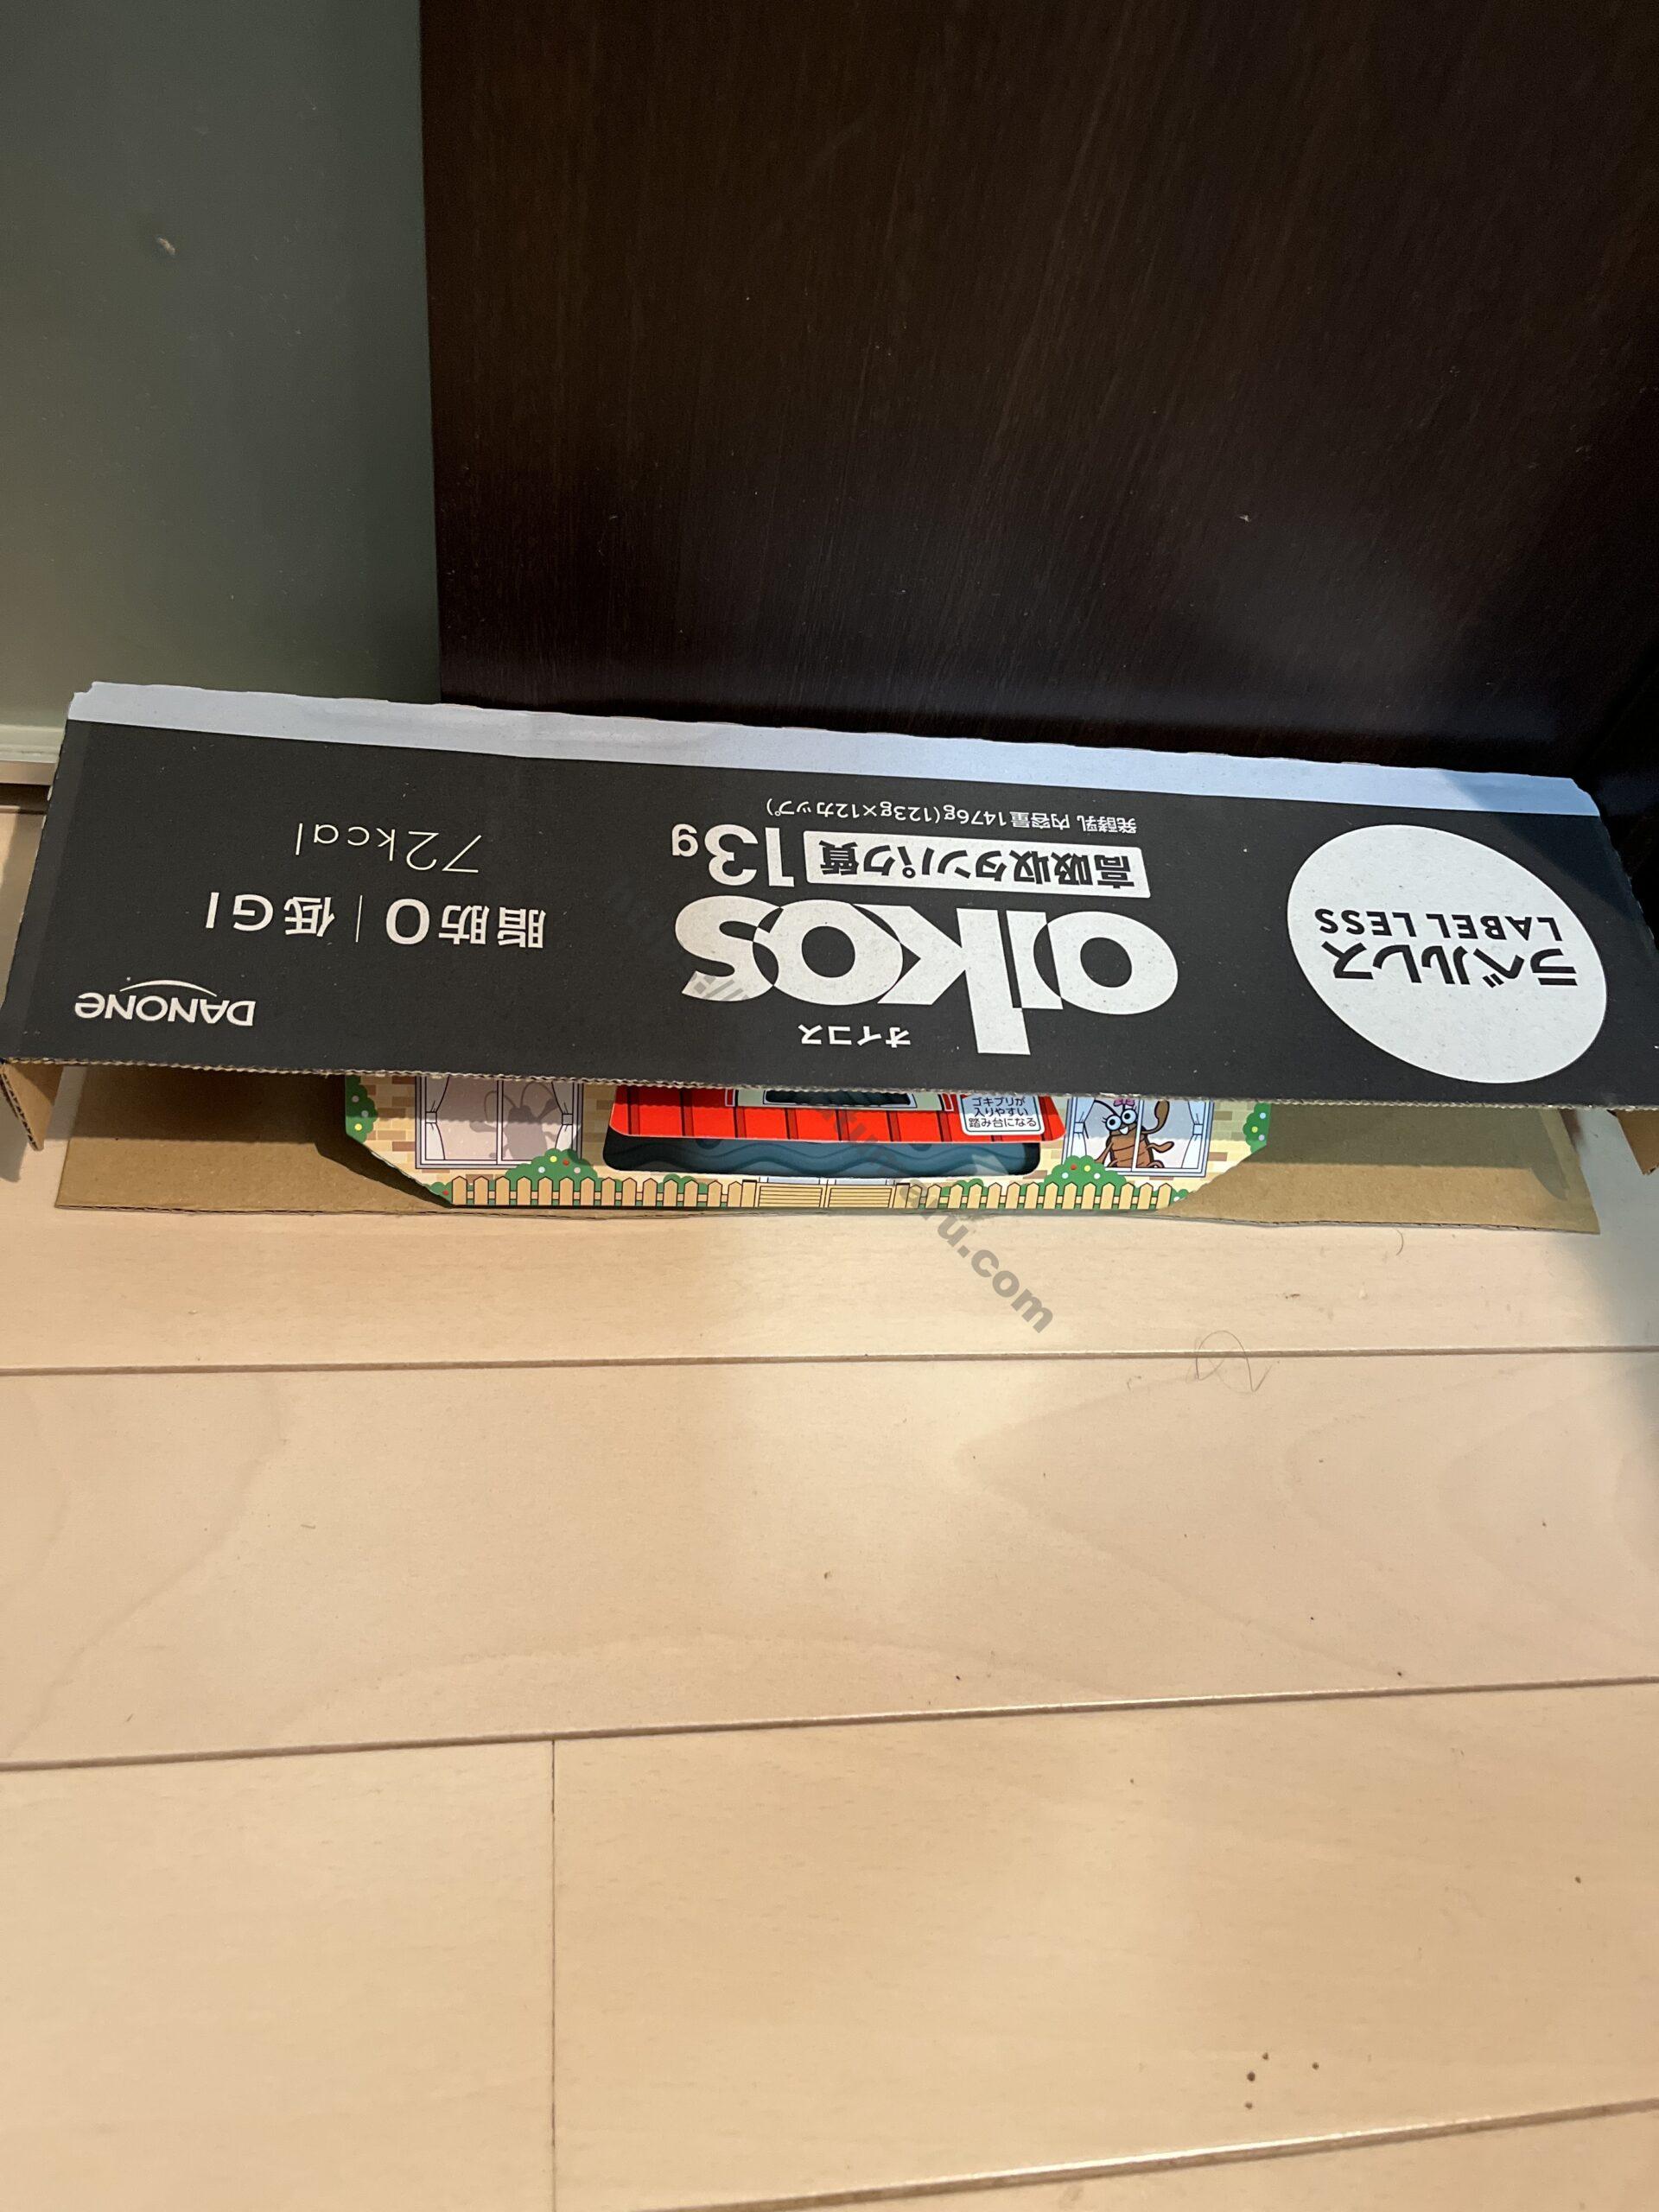 DANONE
オイコス
oikos
高吸収タンパク質 13g
発酵乳 内容量1476g(123g×12カップ)
ラベルレス
LABEL LESS
脂肪0 | 低GI
72kcal
ゴキブリが
入りやすい
踏み台になる
aru.com